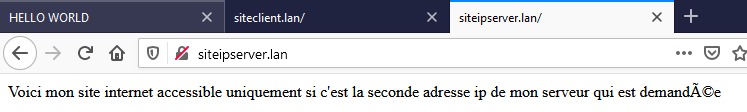 HELLO WORLD
siteclient.lan/
siteipserver.lan/
siteipserver.lan
Voici mon site internet accessible uniquement si c'est la seconde adresse ip de mon serveur qui est demandÃ©e